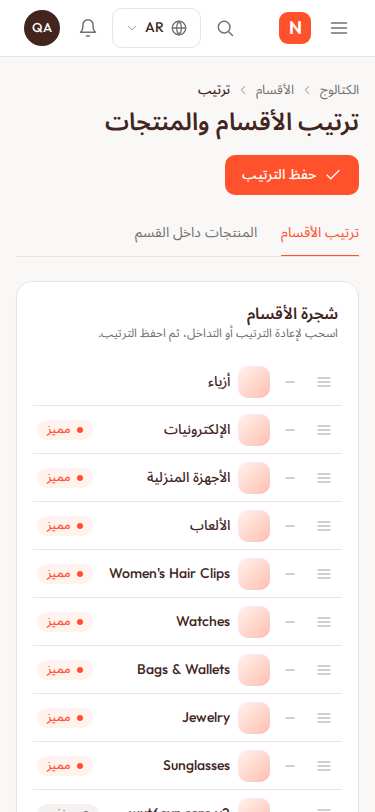 N
AR
QA
الكتالوج > الأقسام > ترتيب
ترتيب الأقسام والمنتجات
حفظ الترتيب
ترتيب الأقسام
المنتجات داخل القسم
شجرة الأقسام
اسحب لإعادة الترتيب أو التداخل، ثم احفظ الترتيب.
أزياء
الإلكترونيات مميز
الأجهزة المنزلية مميز
الألعاب مميز
Women's Hair Clips مميز
Watches مميز
Bags & Wallets مميز
Jewelry مميز
Sunglasses مميز